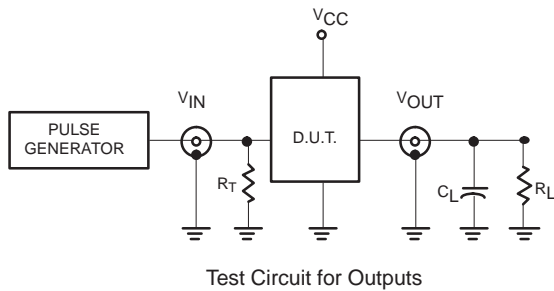 VCC
VIN
VOUT
PULSE
GENERATOR
D.U.T.
RT
CL
RL
Test Circuit for Outputs